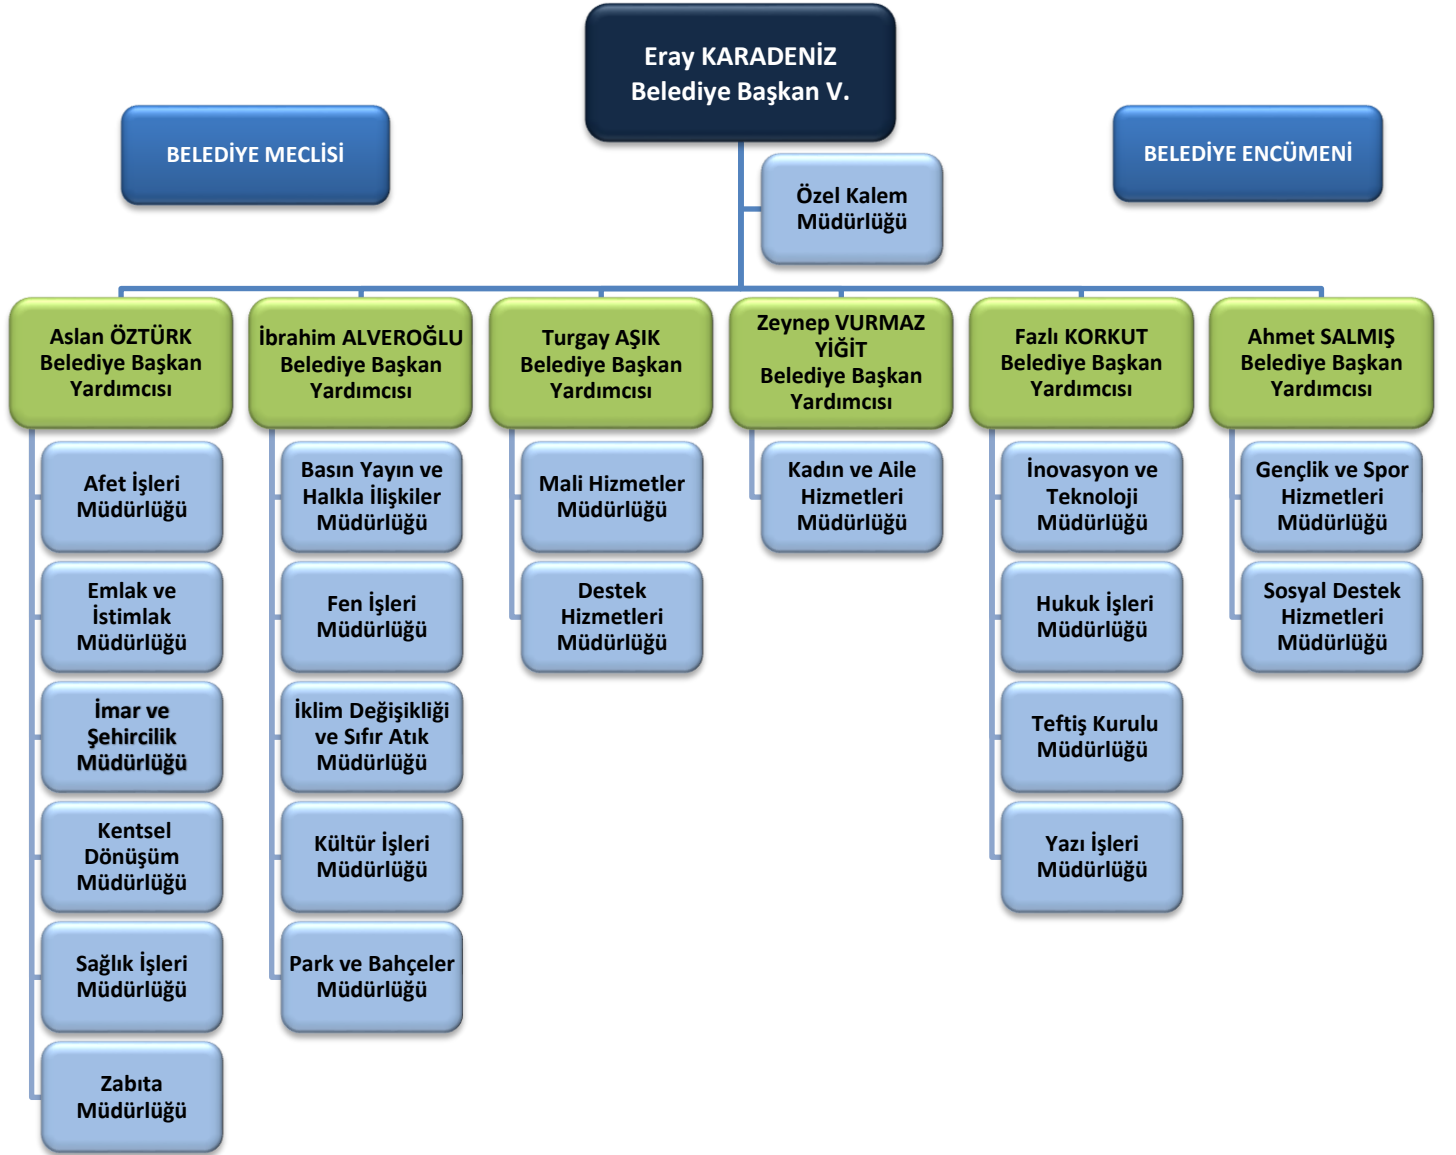 Eray KARADENİZ
Belediye Başkan V.
BELEDİYE MECLİSİ
BELEDİYE ENCÜMENİ
Özel Kalem
Müdürlüğü
Aslan ÖZTÜRK
Belediye Başkan
Yardımcısı
Afet İşleri
Müdürlüğü
Emlak ve
İstimlak
Müdürlüğü
İmar ve
Şehircilik
Müdürlüğü
Kentsel
Dönüşüm
Müdürlüğü
Sağlık İşleri
Müdürlüğü
Zabıta
Müdürlüğü
İbrahim ALVEROĞLU
Belediye Başkan
Yardımcısı
Basın Yayın ve
Halkla İlişkiler
Müdürlüğü
Fen İşleri
Müdürlüğü
İklim Değişikliği
ve Sıfır Atık
Müdürlüğü
Kültür İşleri
Müdürlüğü
Park ve Bahçeler
Müdürlüğü
Turgay AŞIK
Belediye Başkan
Yardımcısı
Mali Hizmetler
Müdürlüğü
Destek
Hizmetleri
Müdürlüğü
Zeynep VURMAZ
YİĞİT
Belediye Başkan
Yardımcısı
Kadın ve Aile
Hizmetleri
Müdürlüğü
Fazlı KORKUT
Belediye Başkan
Yardımcısı
İnovasyon ve
Teknoloji
Müdürlüğü
Hukuk İşleri
Müdürlüğü
Teftiş Kurulu
Müdürlüğü
Yazı İşleri
Müdürlüğü
Ahmet SALMIŞ
Belediye Başkan
Yardımcısı
Gençlik ve Spor
Hizmetleri
Müdürlüğü
Sosyal Destek
Hizmetleri
Müdürlüğü